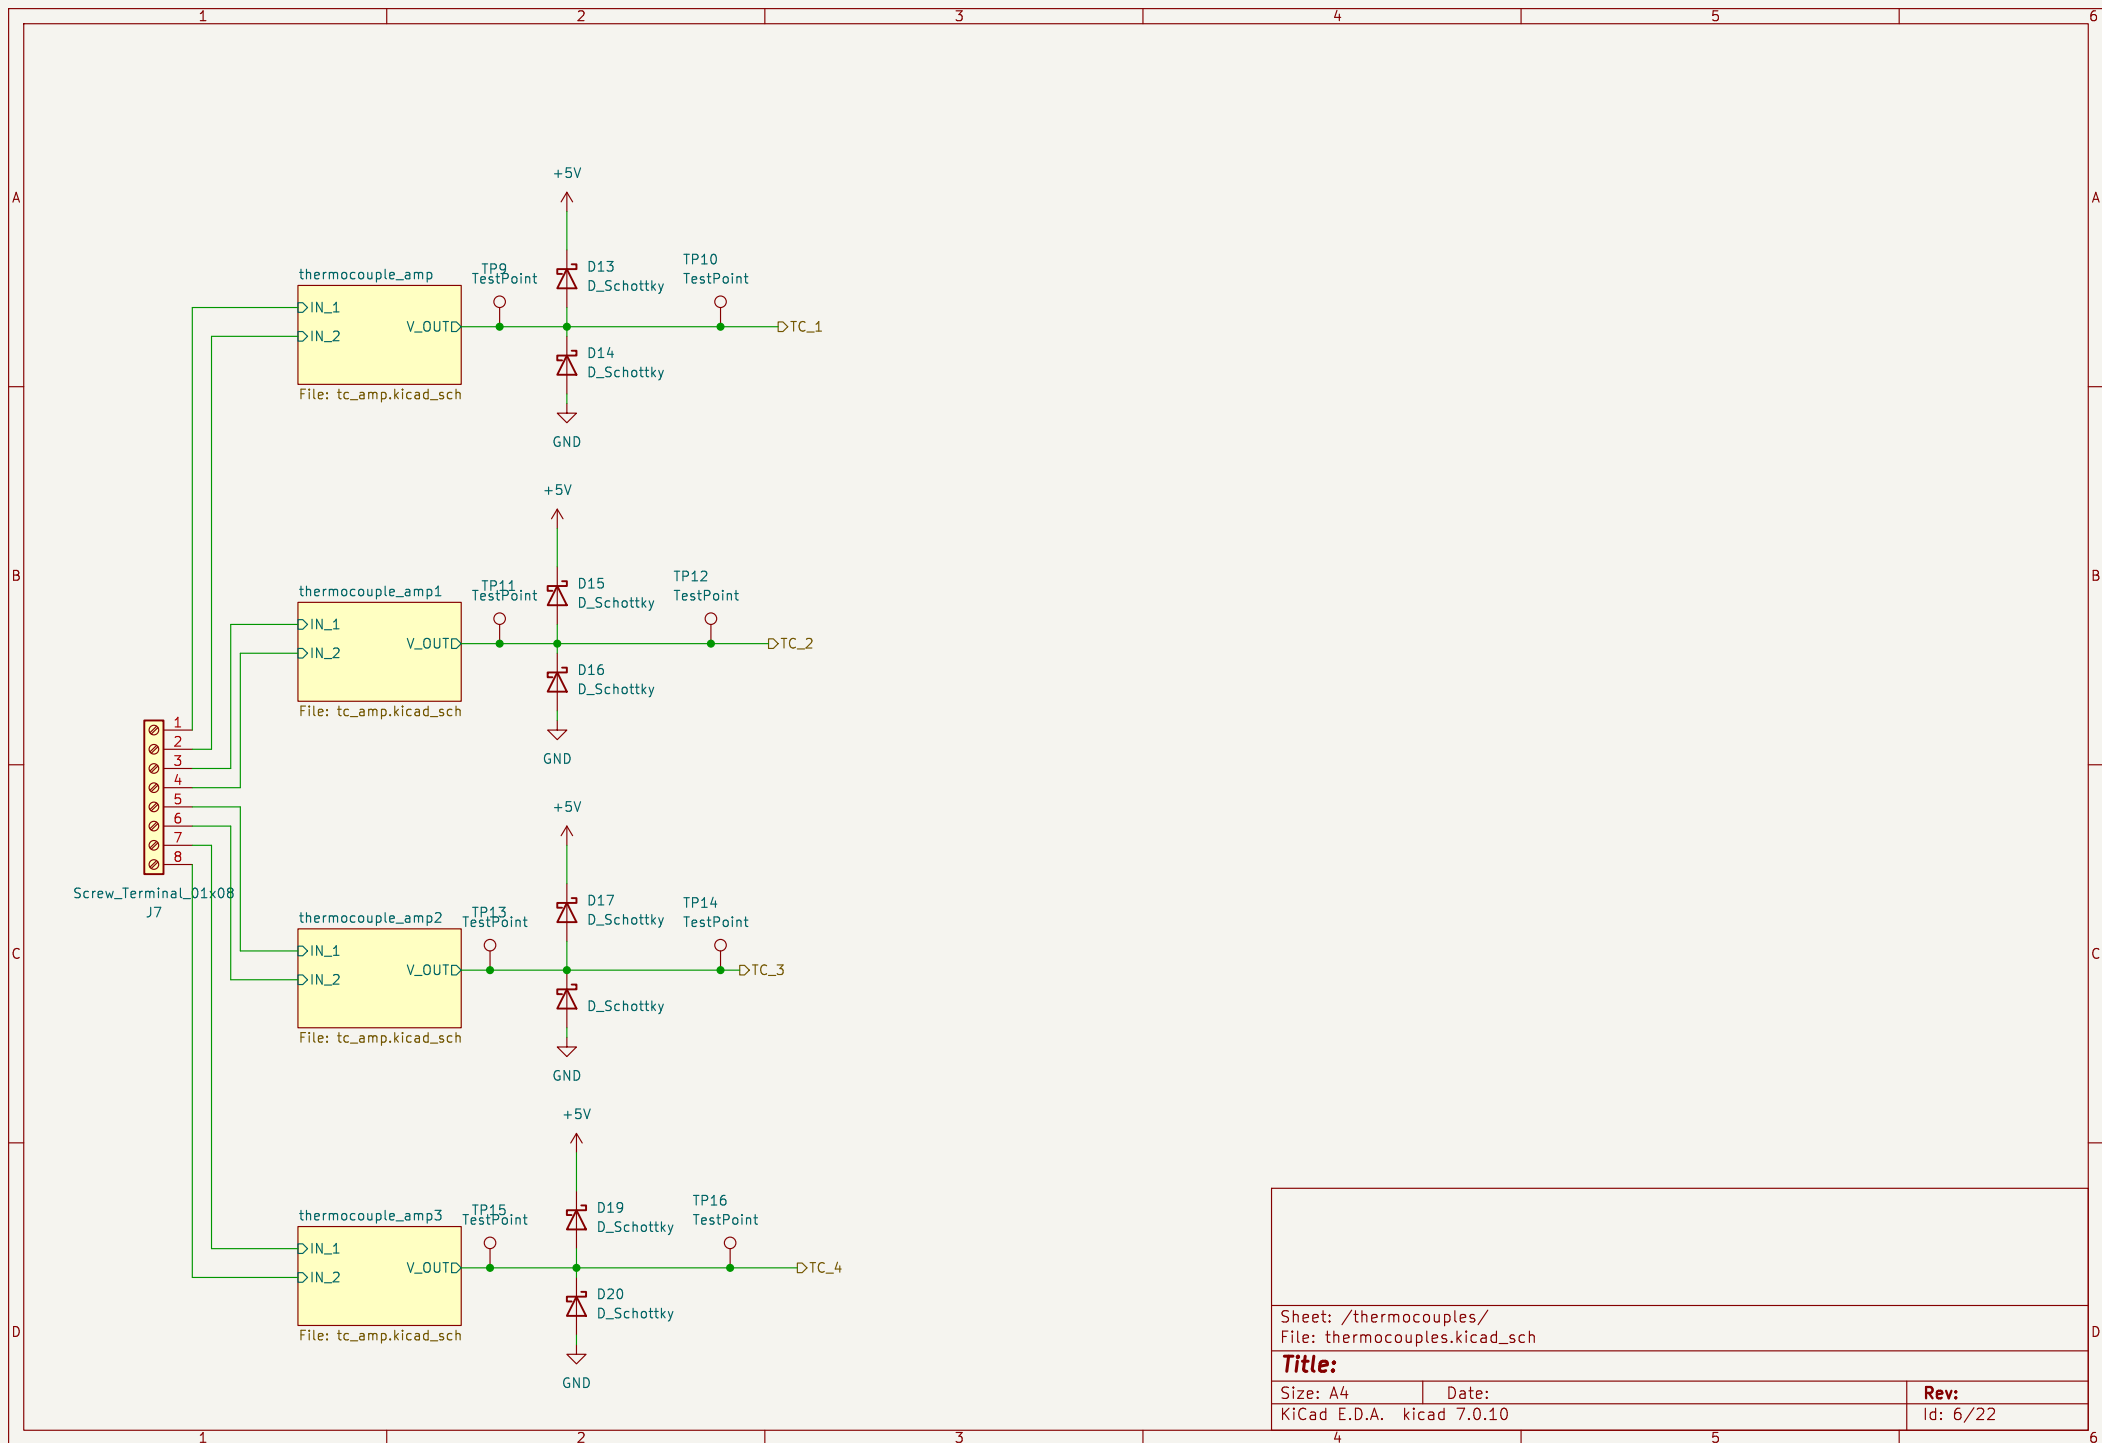 1 2 3 4 5 6
A A
+5V
thermocouple_amp
IN_1
IN_2
V_OUT
File: tc_amp.kicad_sch
TP9
TestPoint
D13
D_Schottky
TP10
TestPoint
TC_1
D14
D_Schottky
GND
B B
+5V
thermocouple_amp1
IN_1
IN_2
V_OUT
File: tc_amp.kicad_sch
TP11
TestPoint
D15
D_Schottky
TP12
TestPoint
TC_2
D16
D_Schottky
GND
1
2
3
4
5
6
7
8
Screw_Terminal_01x08
J7
C C
+5V
thermocouple_amp2
IN_1
IN_2
V_OUT
File: tc_amp.kicad_sch
TP13
TestPoint
D17
D_Schottky
TP14
TestPoint
TC_3
D_Schottky
GND
+5V
thermocouple_amp3
IN_1
IN_2
V_OUT
File: tc_amp.kicad_sch
TP15
TestPoint
D19
D_Schottky
TP16
TestPoint
TC_4
D20
D_Schottky
GND
D D
Sheet: /thermocouples/
File: thermocouples.kicad_sch
Title:
Size: A4 Date: Rev:
KiCad E.D.A. kicad 7.0.10 Id: 6/22
1 2 3 4 5 6